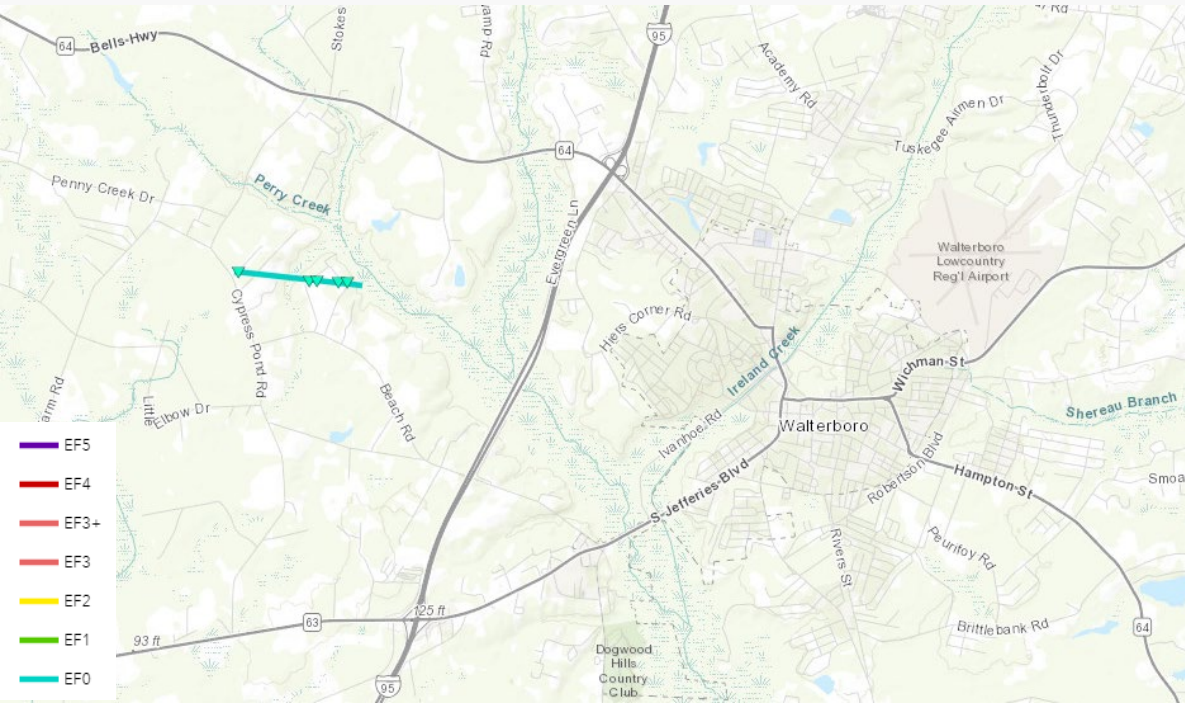 Stokes
amp Rd
95
64
Bells-Hwy
Academy Rd
Thunderbolt Dr
Tuskegee Airmen Dr
64
Penny Creek Dr
Perry Creek
Evergreen Ln
Walterboro
Lowcountry
Reg'l Airport
Cypress Pond Rd
Hiers Corner Rd
Ireland Creek
Wichman-St
arm Rd
Little
Elbow Dr
Beach Rd
Shereau Branch
Ivanhoe Rd
Walterboro
EF5
EF4
EF3+
EF3
EF2
EF1
EF0
S-Jefferies-Blvd
Robertson Blvd
Hampton-St
Smoa
Rivers St
Peurifoy Rd
125 ft
63
93 ft
Brittlebank Rd
64
Dogwood
Hills
Country
Club
95